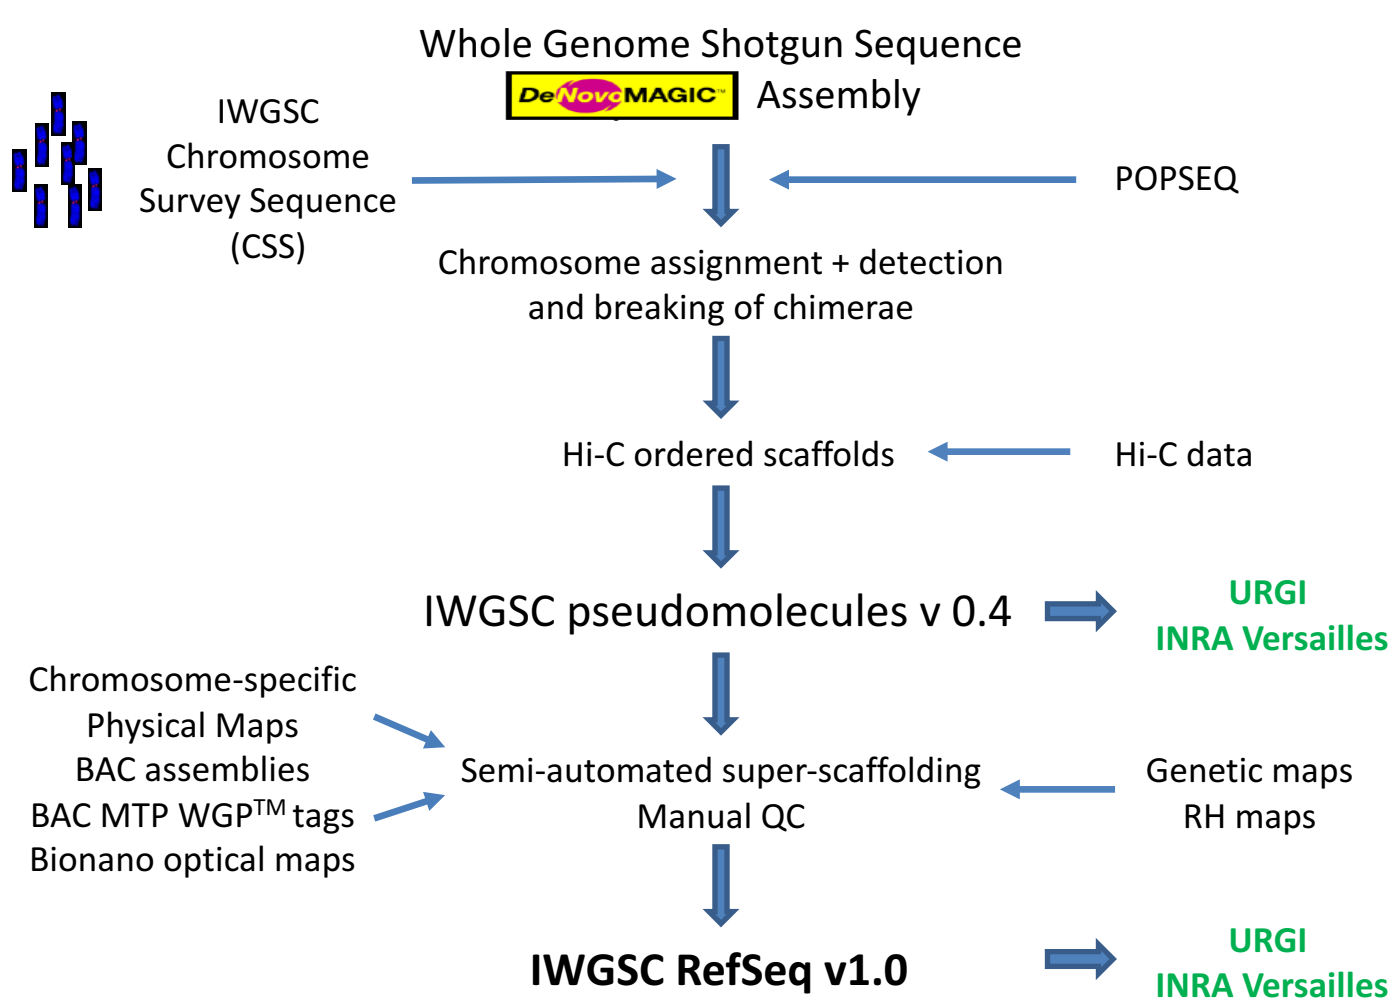 Whole Genome Shotgun Sequence
DeNovoMAGIC™ Assembly
IWGSC
Chromosome
Survey Sequence
(CSS)
POPSEQ
Chromosome assignment + detection
and breaking of chimerae
Hi-C ordered scaffolds
Hi-C data
IWGSC pseudomolecules v 0.4
URGI
INRA Versailles
Chromosome-specific
Physical Maps
BAC assemblies
BAC MTP WGP™ tags
Bionano optical maps
Semi-automated super-scaffolding
Manual QC
Genetic maps
RH maps
IWGSC RefSeq v1.0
URGI
INRA Versailles